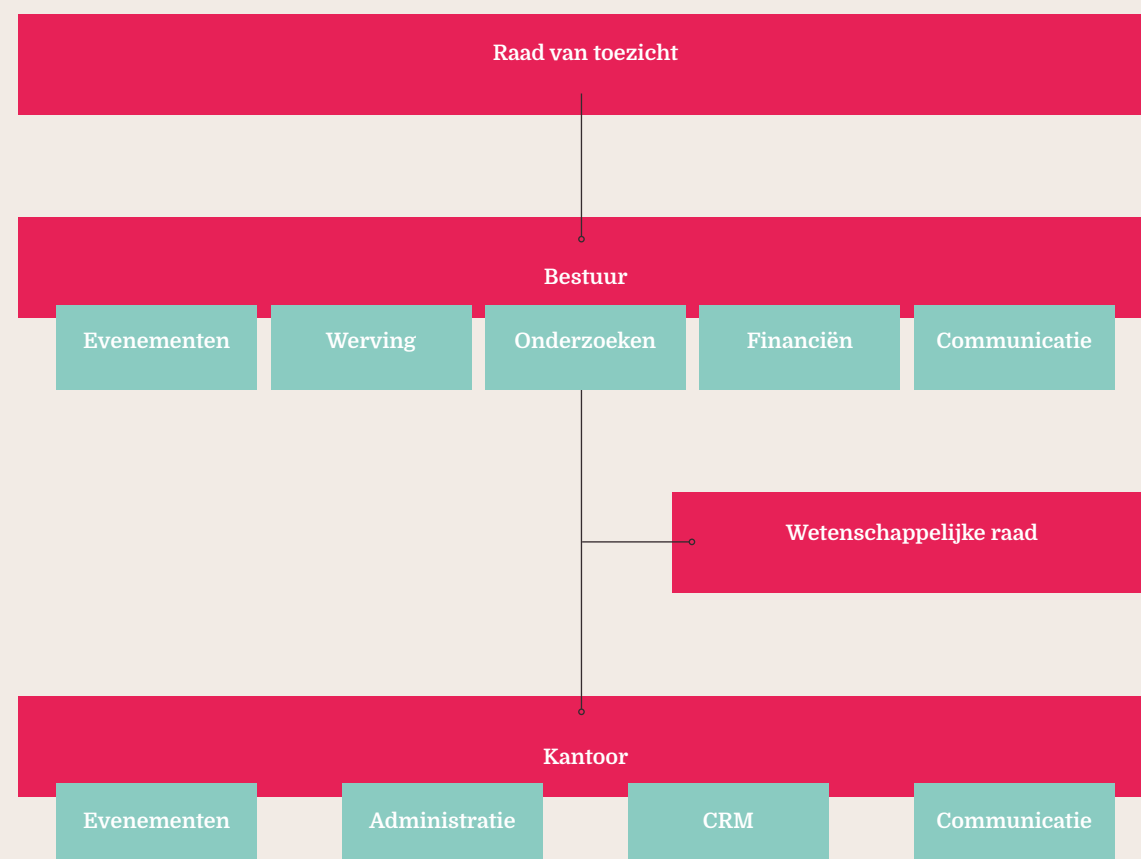 Raad van toezicht
Bestuur
Evenementen
Werving
Onderzoeken
Financiën
Communicatie
Wetenschappelijke raad
Kantoor
Evenementen
Administratie
CRM
Communicatie